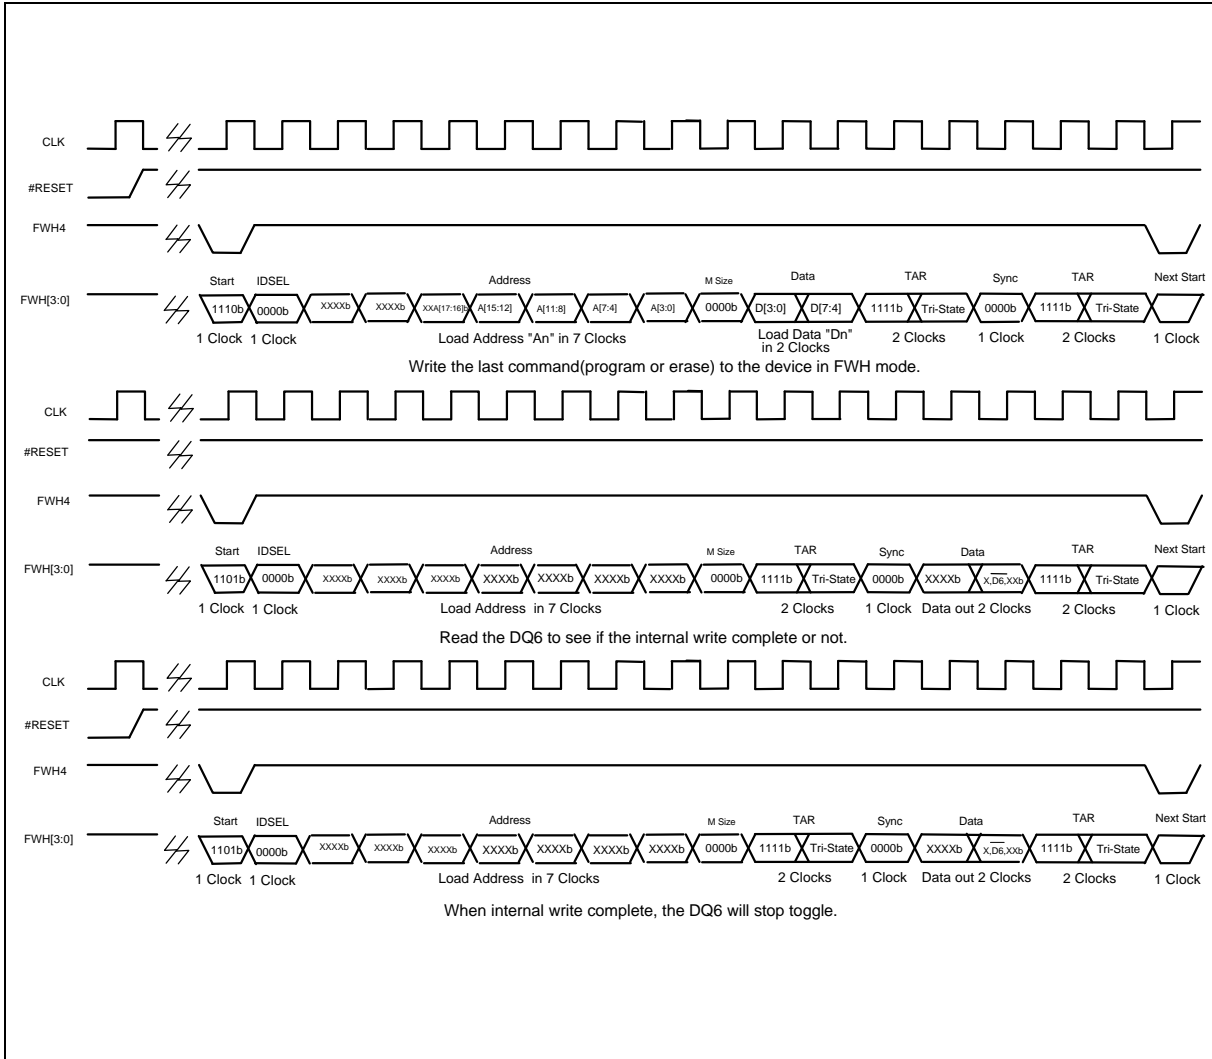 CLK
#RESET
FWH4
Start IDSEL Address M Size Data TAR Sync TAR Next Start
FWH[3:0] 1110b 0000b XXXXb XXXXb XXA[17:16]b A[15:12] A[11:8] A[7:4] A[3:0] 0000b D[3:0] D[7:4] 1111b Tri-State 0000b 1111b Tri-State
1 Clock 1 Clock Load Address "An" in 7 Clocks Load Data "Dn" 2 Clocks 1 Clock 2 Clocks 1 Clock
in 2 Clocks
Write the last command(program or erase) to the device in FWH mode.
CLK
#RESET
FWH4
Start IDSEL Address M Size TAR Sync Data TAR Next Start
FWH[3:0] 1101b 0000b XXXXb XXXXb XXXXb XXXXb XXXXb XXXXb XXXXb 0000b 1111b Tri-State 0000b XXXXb X,D6,XXb 1111b Tri-State
1 Clock 1 Clock Load Address in 7 Clocks 2 Clocks 1 Clock Data out 2 Clocks 2 Clocks 1 Clock
Read the DQ6 to see if the internal write complete or not.
CLK
#RESET
FWH4
Start IDSEL Address M Size TAR Sync Data TAR Next Start
FWH[3:0] 1101b 0000b XXXXb XXXXb XXXXb XXXXb XXXXb XXXXb XXXXb 0000b 1111b Tri-State 0000b XXXXb X,D6,XXb 1111b Tri-State
1 Clock 1 Clock Load Address in 7 Clocks 2 Clocks 1 Clock Data out 2 Clocks 2 Clocks 1 Clock
When internal write complete, the DQ6 will stop toggle.